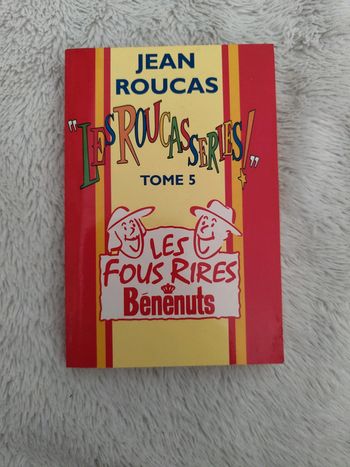 JEAN
ROUCAS
"LES ROUCASSERIES!"
TOME 5
LES
FOUS RIRES
Bénénuts